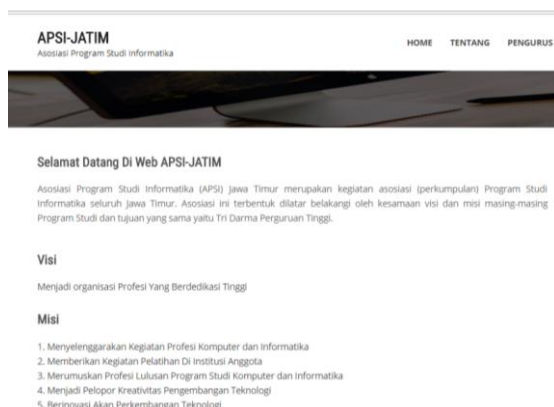 APSI-JATIM
Asosiasi Program Studi Informatika
HOME TENTANG PENGURUS
Selamat Datang Di Web APSI-JATIM
Asosiasi Program Studi Informatika (APSI) Jawa Timur merupakan kegiatan asosiasi (perkumpulan) Program Studi
Informatika seluruh Jawa Timur. Asosiasi ini terbentuk dilatar belakangi oleh kesamaan visi dan misi masing-masing
Program Studi dan tujuan yang sama yaitu Tri Darma Perguruan Tinggi.
Visi
Menjadi organisasi Profesi Yang Berdedikasi Tinggi
Misi
1. Menyelenggarakan Kegiatan Profesi Komputer dan Informatika
2. Memberikan Kegiatan Pelatihan Di Institusi Anggota
3. Merumuskan Profesi Lulusan Program Studi Komputer dan Informatika
4. Menjadi Pelopor Kreativitas Pengembangan Teknologi
5. Berinovasi Akan Perkembangan Teknologi